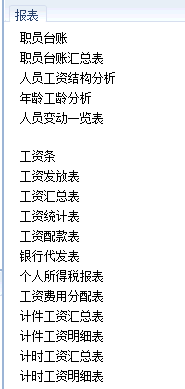 报表
职员台账
职员台账汇总表
人员工资结构分析
年龄工龄分析
人员变动一览表
工资条
工资发放表
工资汇总表
工资统计表
工资配款表
银行代发表
个人所得税报表
工资费用分配表
计件工资汇总表
计件工资明细表
计时工资汇总表
计时工资明细表